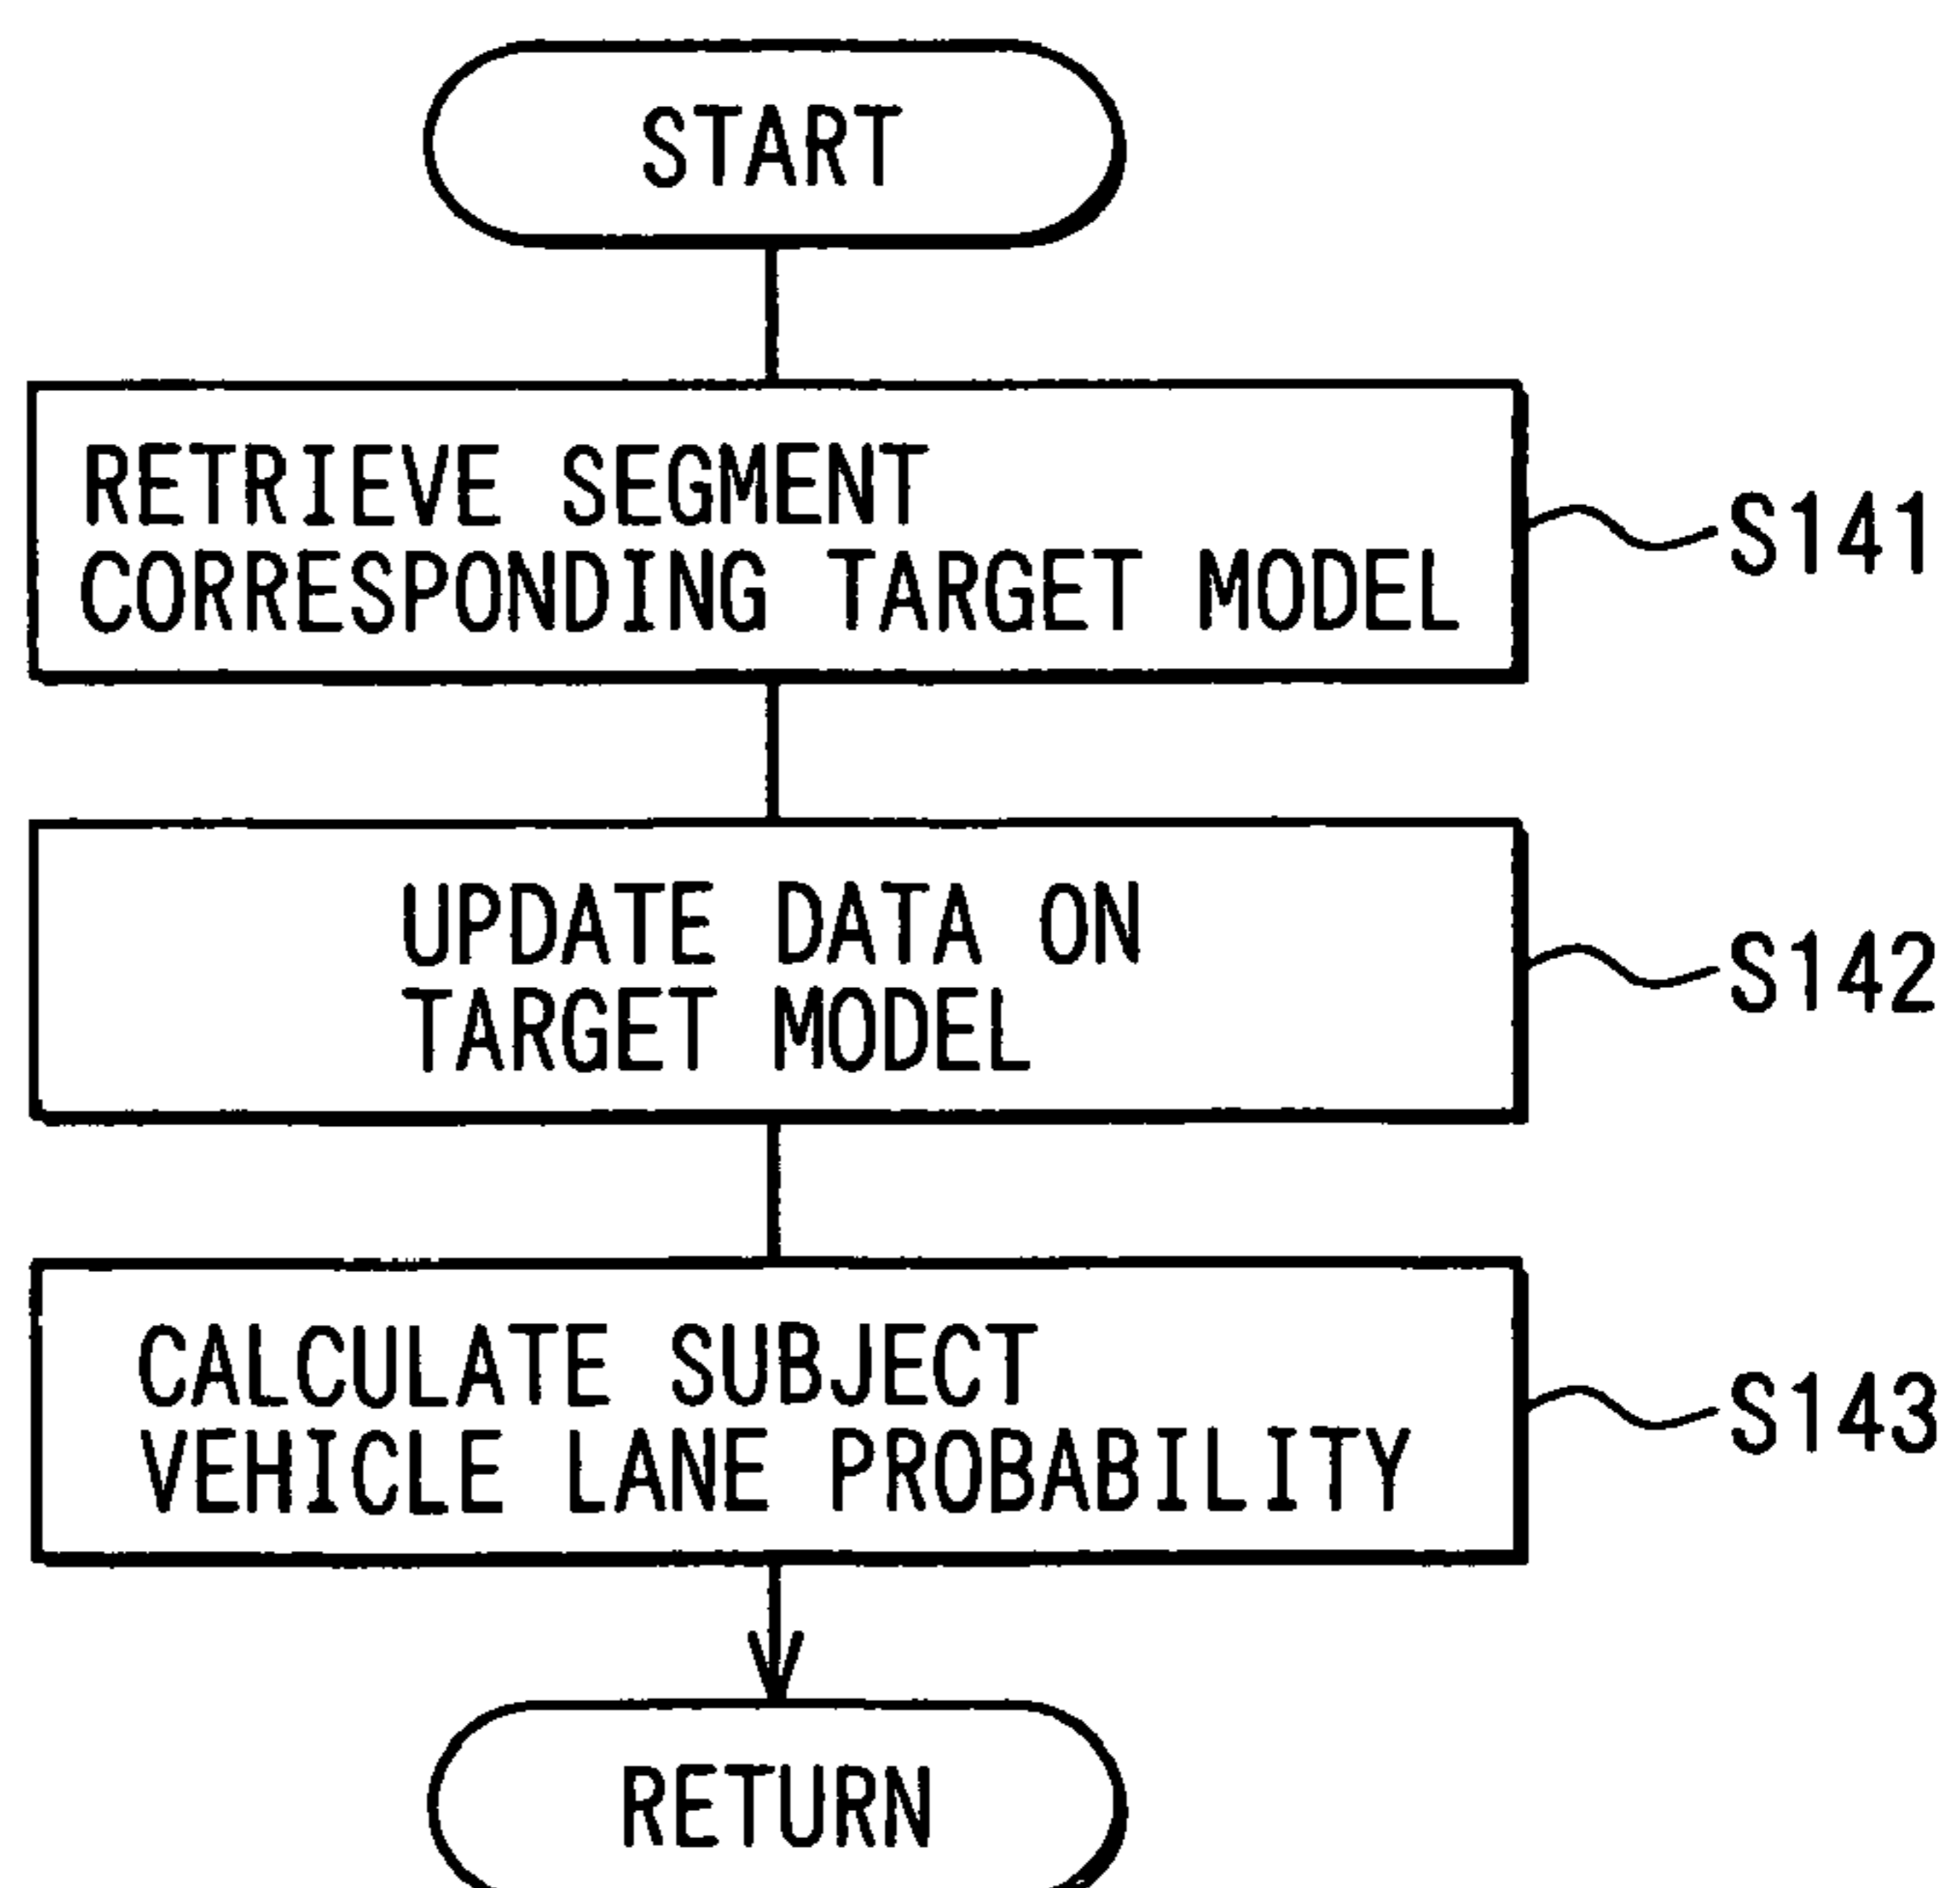 START
RETRIEVE SEGMENT
CORRESPONDING TARGET MODEL
S141
UPDATE DATA ON
TARGET MODEL
S142
CALCULATE SUBJECT
VEHICLE LANE PROBABILITY
S143
RETURN